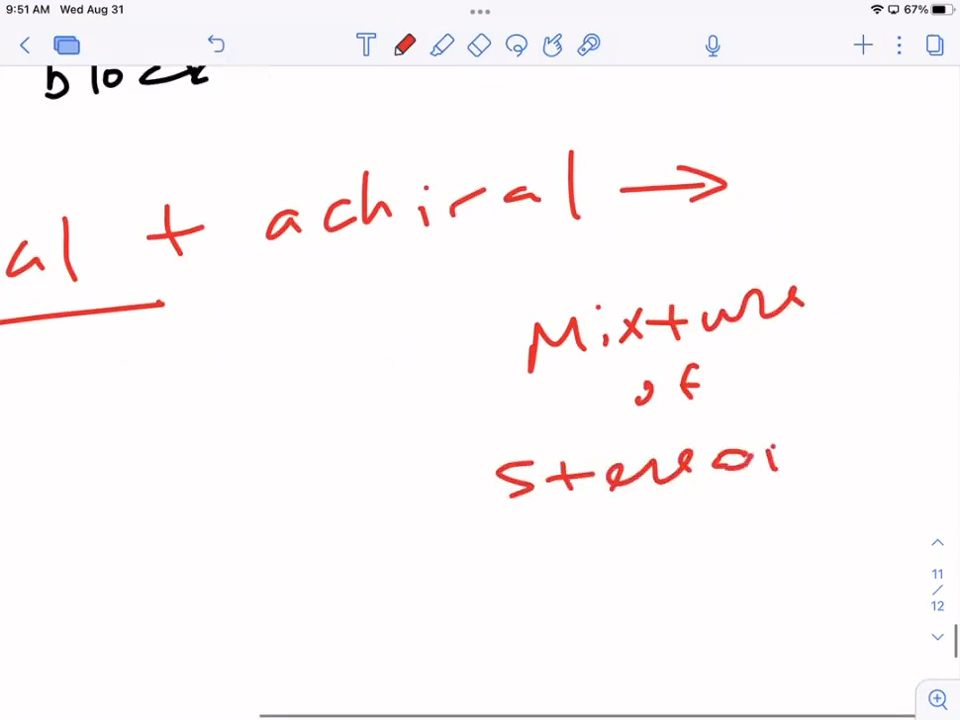 9:51 AM Wed Aug 31
67%
T
block
al + achiral →
Mixture
of
Stereoi
11
/
12